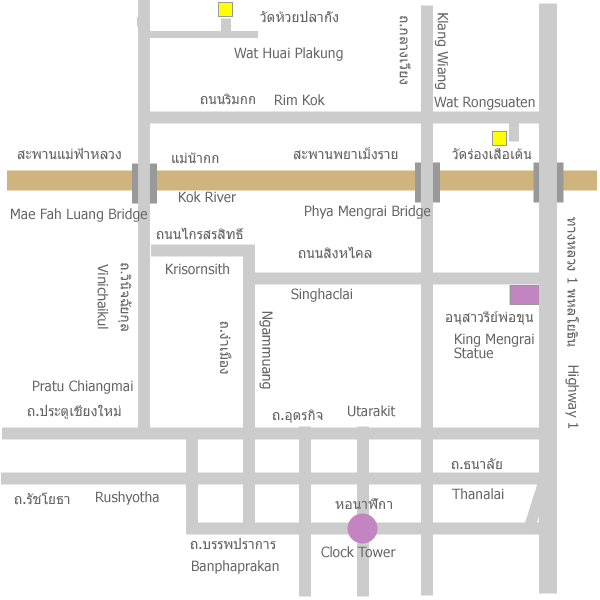 วัดห้วยปลากั้ง
Wat Huai Plakung
ถ.กลางเวียง
Klang Wiang
ถนนริมกก
Rim Kok
Wat Rongsuaten
สะพานแม่ฟ้าหลวง
แม่น้ำกก
สะพานพยาเม็งราย
วัดร่องเสือเต้น
Mae Fah Luang Bridge
Kok River
Phya Mengrai Bridge
ถนนไกรสรสิทธิ์
Krisornsith
ถนนสิงหไคล
Singhaclai
ทางหลวง 1 พหลโยธิน
Highway 1
ถ.วินิจฉัยกุล
Vinichaikul
ถ.งำเมือง
Ngammuang
อนุสาวรีย์พ่อขุน
King Mengrai
Statue
Pratu Chiangmai
ถ.ประตูเชียงใหม่
ถ.อุตรกิจ
Utarakit
ถ.ธนาลัย
Thanalai
ถ.รัชโยธา
Rushyotha
หอนาฬิกา
Clock Tower
ถ.บรรพปราการ
Banphaprakan